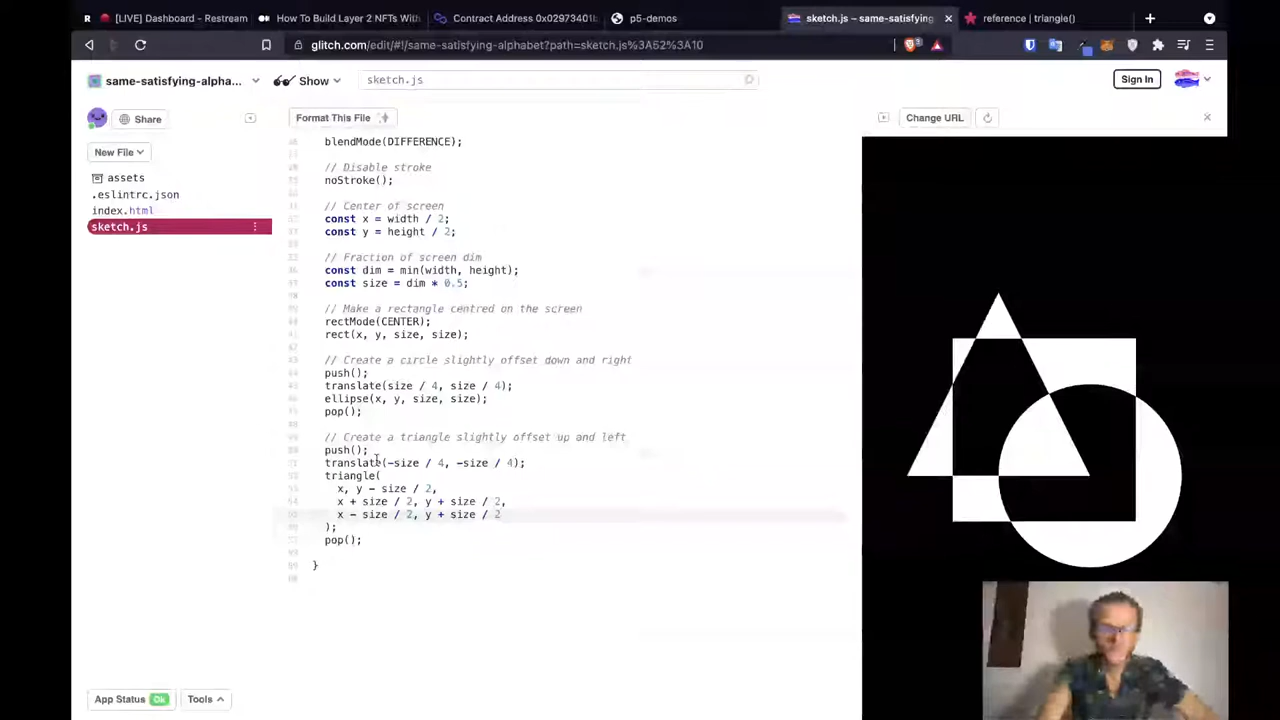 [LIVE] Dashboard - Restream
How To Build Layer 2 NFTs With
Contract Address 0x02973401
p5-demos
sketch.js – same-satisfying
reference | triangle()
glitch.com/edit/#!/same-satisfying-alphabet?path=sketch.js%3A52%3A10
same-satisfying-alpha...
Show
sketch.js
Sign In
Share
Format This File
Change URL
New File
assets
.eslintrc.json
index.html
sketch.js
blendMode(DIFFERENCE);
// Disable stroke
noStroke();
// Center of screen
const x = width / 2;
const y = height / 2;
// Fraction of screen dim
const dim = min(width, height);
const size = dim * 0.5;
// Make a rectangle centred on the screen
rectMode(CENTER);
rect(x, y, size, size);
// Create a circle slightly offset down and right
push();
translate(size / 4, size / 4);
ellipse(x, y, size, size);
pop();
// Create a triangle slightly offset up and left
push();
translate(-size / 4, -size / 4);
triangle(
x, y - size / 2,
x + size / 2, y + size / 2,
x - size / 2, y + size / 2
);
pop();
}
App Status Ok
Tools